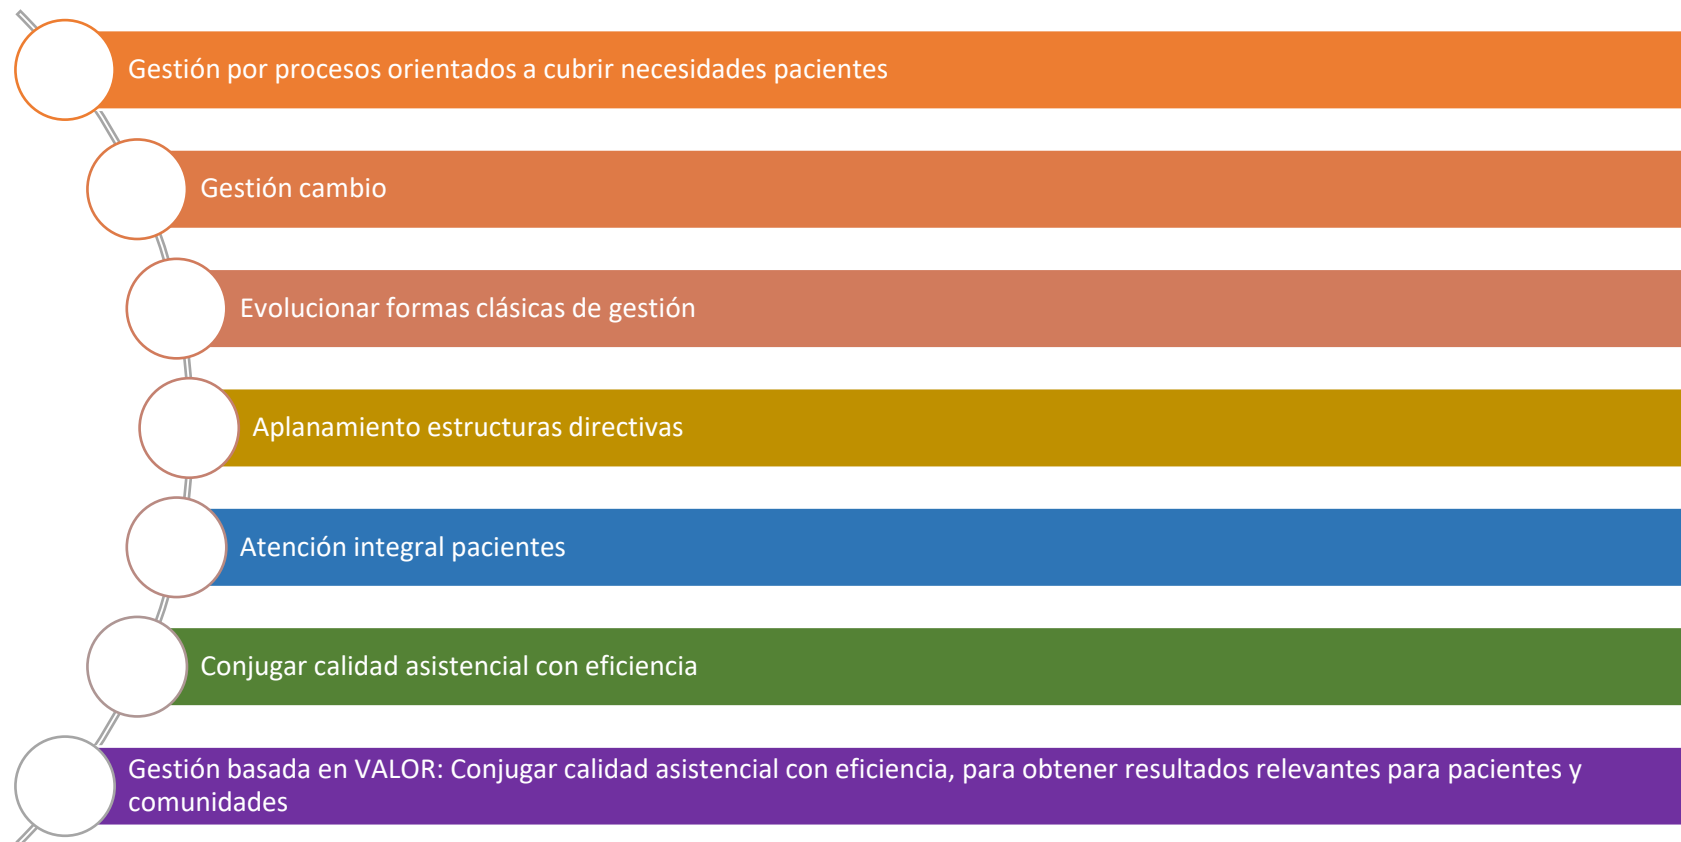 Gestión por procesos orientados a cubrir necesidades pacientes
Gestión cambio
Evolucionar formas clásicas de gestión
Aplanamiento estructuras directivas
Atención integral pacientes
Conjugar calidad asistencial con eficiencia
Gestión basada en VALOR: Conjugar calidad asistencial con eficiencia, para obtener resultados relevantes para pacientes y
comunidades